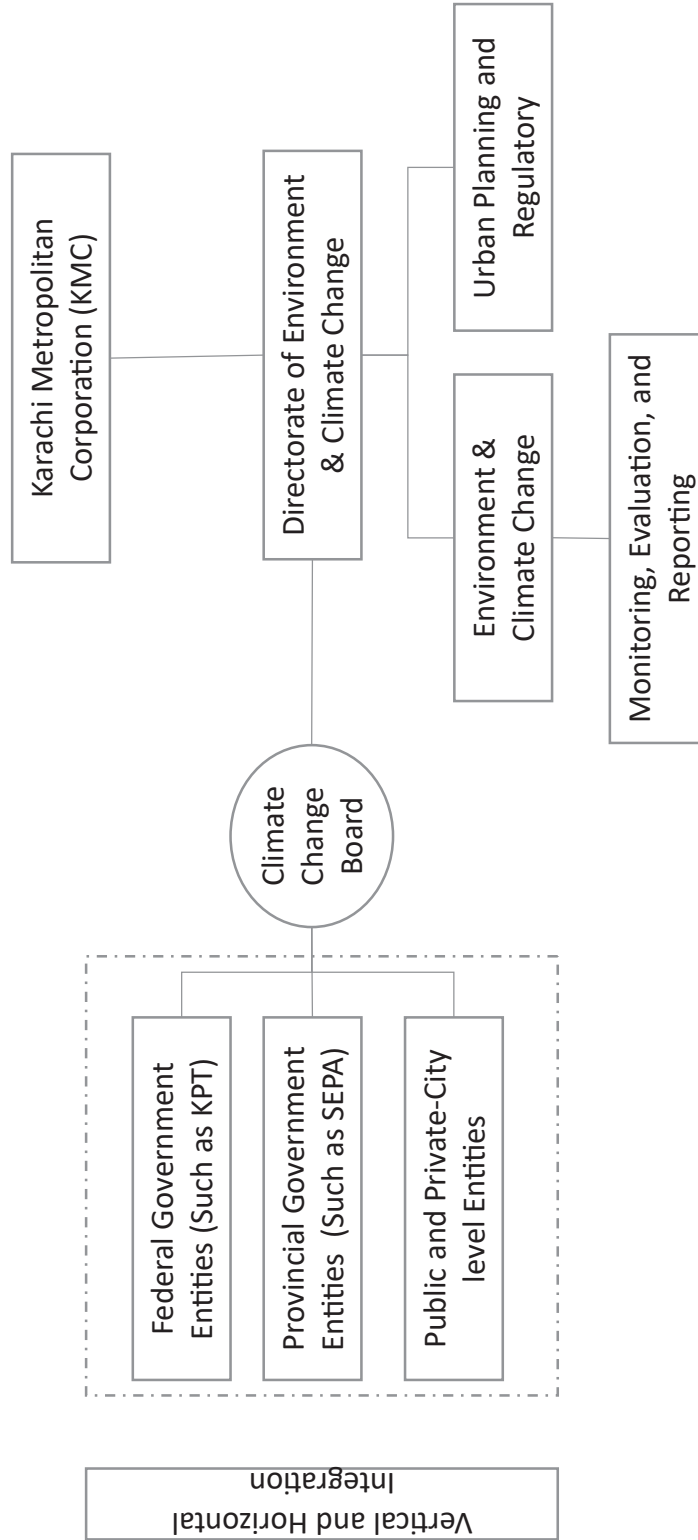 Vertical and Horizontal
Integration
Federal Government
Entities (Such as KPT)
Provincial Government
Entities (Such as SEPA)
Public and Private-City
level Entities
Climate
Change
Board
Karachi Metropolitan
Corporation (KMC)
Directorate of Environment
& Climate Change
Environment &
Climate Change
Urban Planning and
Regulatory
Monitoring, Evaluation, and
Reporting